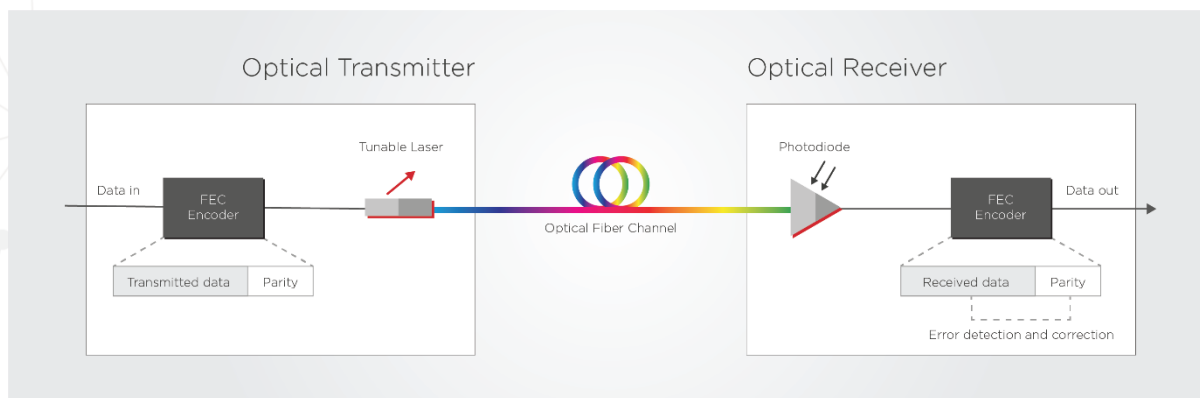 Optical Transmitter
Optical Receiver
Tunable Laser
Photodiode
Data in
FEC
Encoder
Optical Fiber Channel
FEC
Encoder
Data out
Transmitted data
Parity
Received data
Parity
Error detection and correction